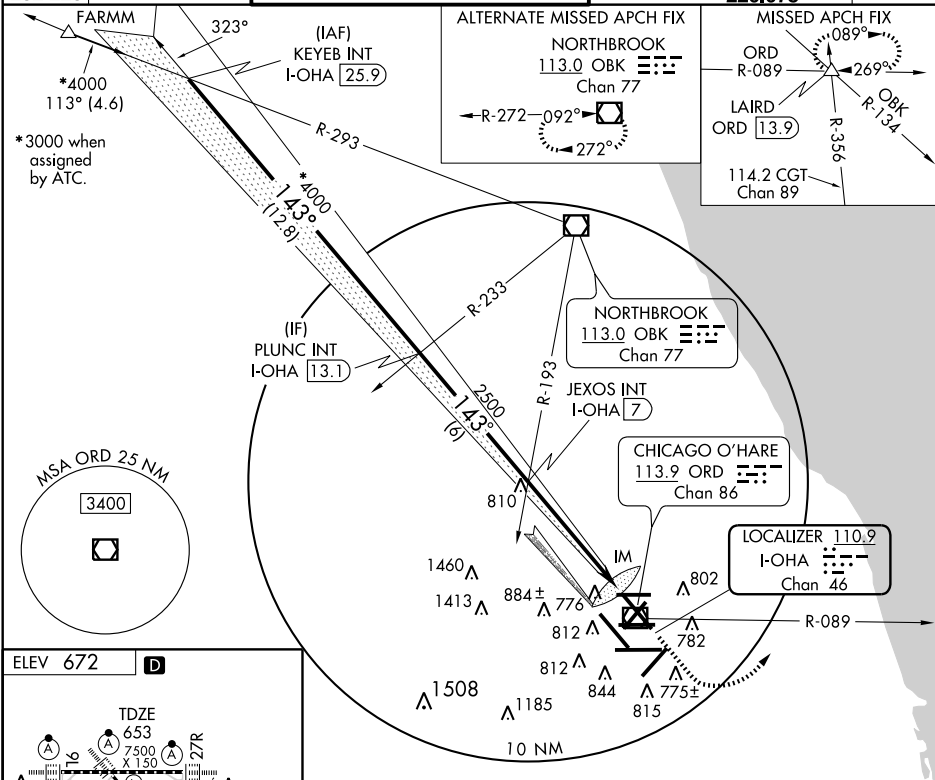 FARMM
323°
(IAF)
KEYEB INT
I-OHA 25.9
*4000
113° (4.6)
*3000 when
assigned
by ATC.
R-293
ALTERNATE MISSED APCH FIX
NORTHBROOK
113.0 OBK
Chan 77
R-272
092°
272°
MISSED APCH FIX
089°
ORD
R-089
269°
LAIRD
ORD 13.9
OBK
R-134
R-356
114.2 CGT
Chan 89
*4000
143°
(12.8)
R-233
(IF)
PLUNC INT
I-OHA 13.1
NORTHBROOK
113.0 OBK
Chan 77
R-193
2500
143°
(6)
JEXOS INT
I-OHA 7
CHICAGO O'HARE
113.9 ORD
Chan 86
MSA ORD 25 NM
3400
810
LOCALIZER 110.9
I-OHA
Chan 46
IM
1460
1413
884±
776
802
812
782
R-089
812
844
815
775±
1508
1185
10 NM
ELEV 672
D
TDZE
653
A
A
A
7500
X 150
27R